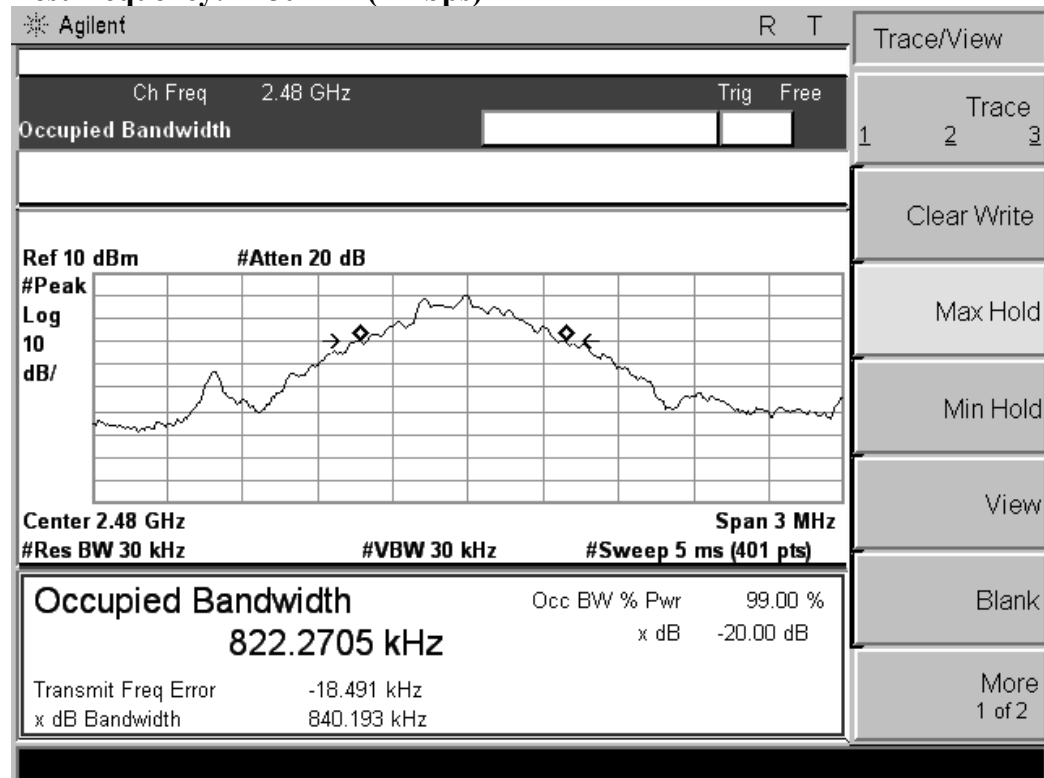 Agilent
R T
Trace/View
Ch Freq 2.48 GHz
Trig Free
Occupied Bandwidth
Trace
1 2 3
Clear Write
Ref 10 dBm
#Atten 20 dB
#Peak
Log
10
dB/
Max Hold
Min Hold
View
Center 2.48 GHz
Span 3 MHz
#Res BW 30 kHz
#VBW 30 kHz
#Sweep 5 ms (401 pts)
Occupied Bandwidth
822.2705 kHz
Occ BW % Pwr 99.00 %
x dB -20.00 dB
Transmit Freq Error -18.491 kHz
x dB Bandwidth 840.193 kHz
Blank
More
1 of 2